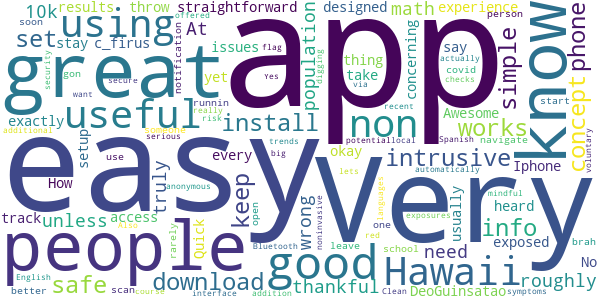 10k results throw straightforward designed math experience offered soon
using set stay c_firus issues At app population concerning simple phone
great notification yet thing say person want security gon digging flag
know Yes take covid actually checks secure via recent start
useful install non works Awesome concept voluntary
exactly setup additional someone really risk runnin potentiallocal Spanish navigate
easy very How use serious trends every okay intrusive Iphone
truly keep big anonymous automatically lets languages mindful
track unless access Quick open wrong noninvasive usually heard info exposed
people Also rarely Bluetooth one red exposures No brah
good Hawaii need leave school
safe download thankful DeoGuinsatao roughly
English better scan course interface addition Clean symptoms